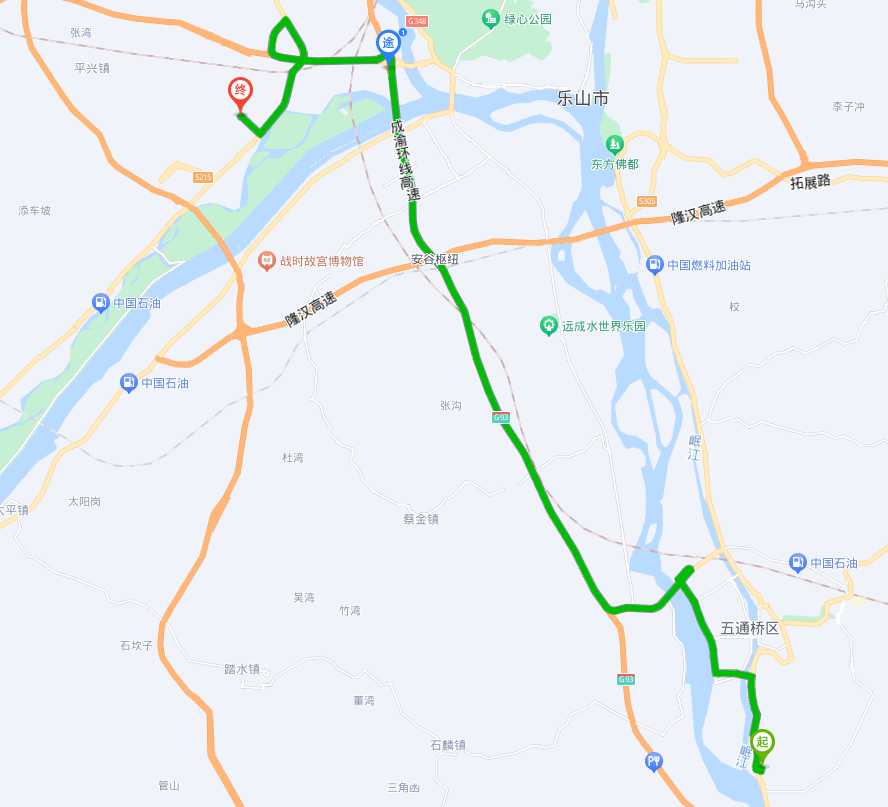 马沟头
张湾
G348
绿心公园
途
1
平兴镇
终
乐山市
李子冲
成渝环线高速
东方佛都
S215
拓展路
S305
隆汉高速
添车坡
战时故宫博物馆
安谷枢纽
中国燃料加油站
中国石油
隆汉高速
校
远成水世界乐园
中国石油
张沟
G93
岷江
杜湾
太阳岗
太平镇
蔡金镇
中国石油
吴湾
竹湾
五通桥区
石坎子
踏水镇
G93
董湾
石麟镇
起
岷江
P
管山
三角函